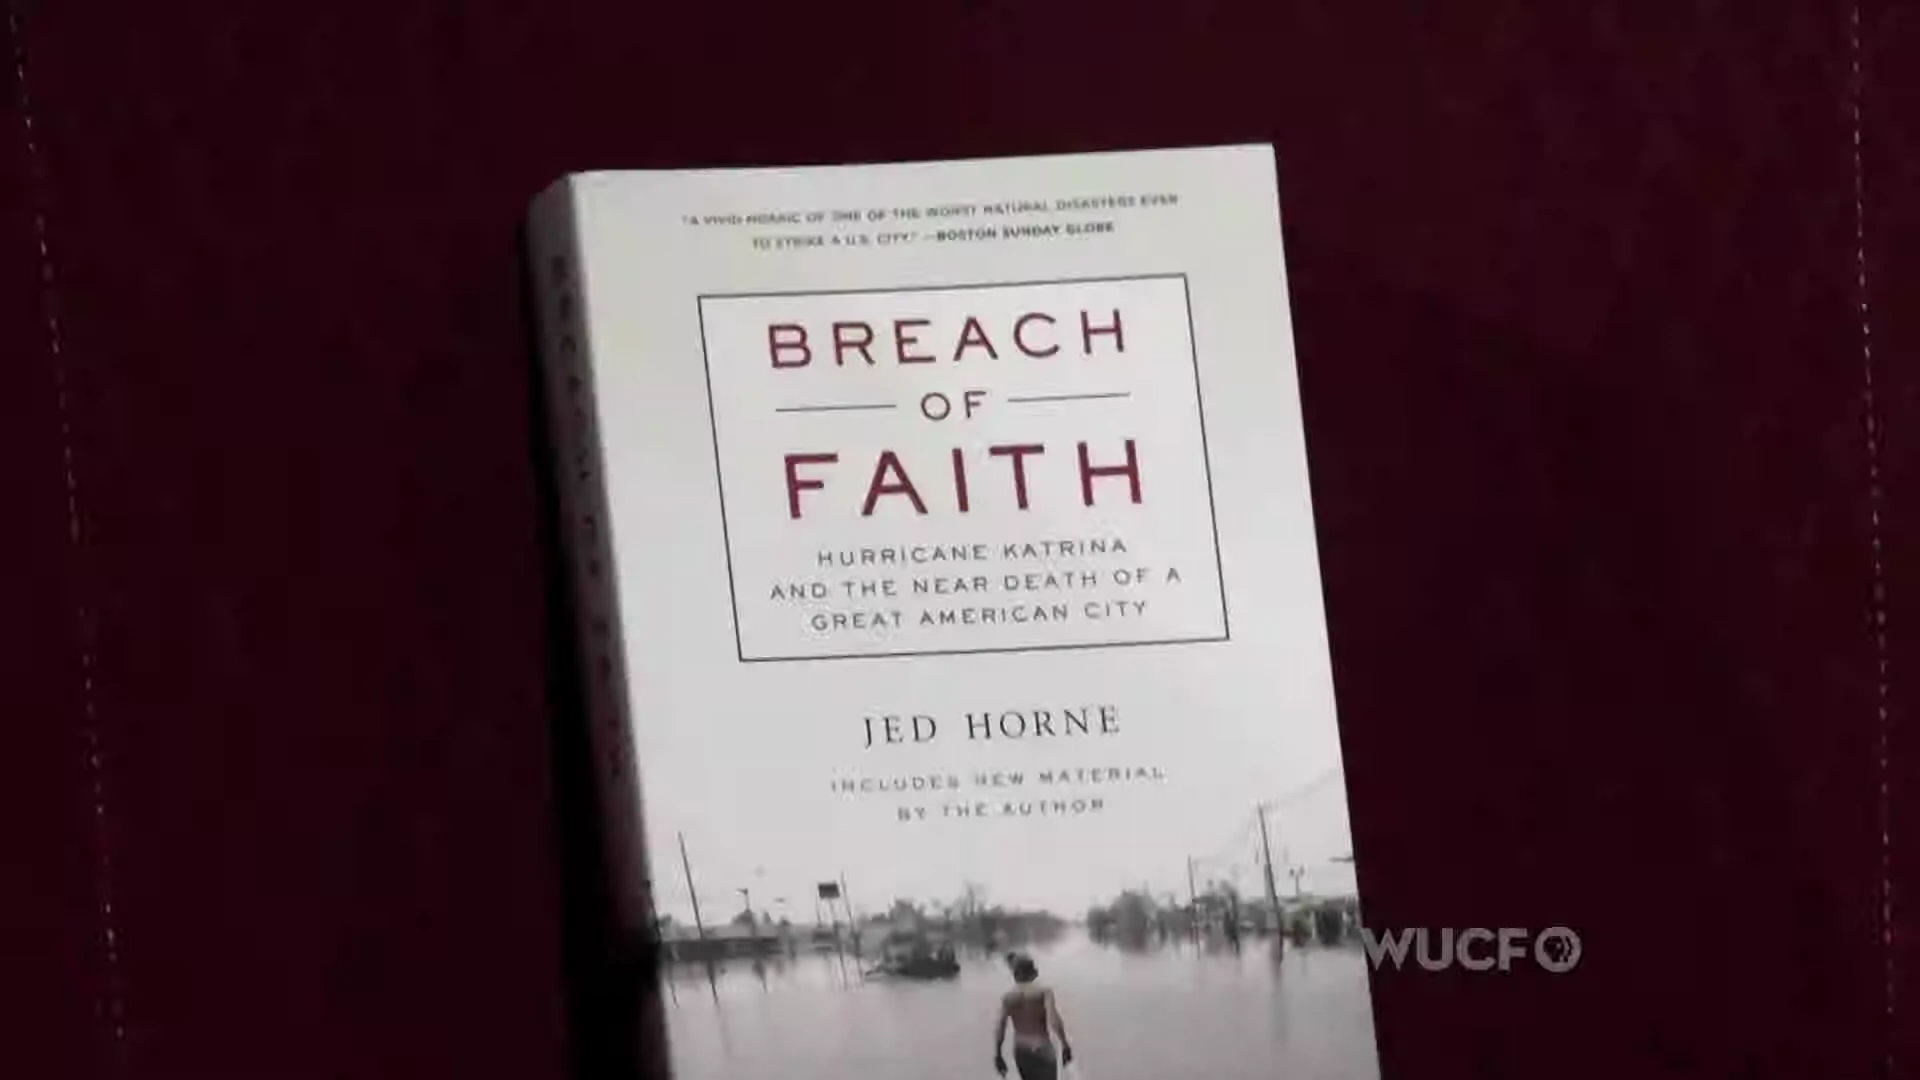 "A VIVID MOSAIC OF ONE OF THE WORST NATURAL DISASTERS EVER
TO STRIKE A U.S. CITY." —BOSTON SUNDAY GLOBE
BREACH
OF
FAITH
HURRICANE KATRINA
AND THE NEAR DEATH OF A
GREAT AMERICAN CITY
JED HORNE
INCLUDES NEW MATERIAL
BY THE AUTHOR
WUCF